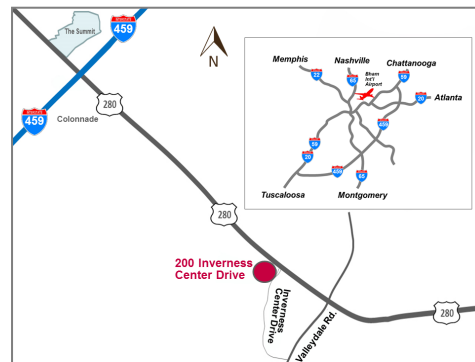 The Summit
459
459
Colonnade
280
N
280
280
200 Inverness
Center Drive
Inverness
Center Drive
Valleydale Rd.
Memphis
Nashville
Chattanooga
Atlanta
Bham
Int'l
Airport
22
65
59
20
459
59
20
459
65
Tuscaloosa
Montgomery